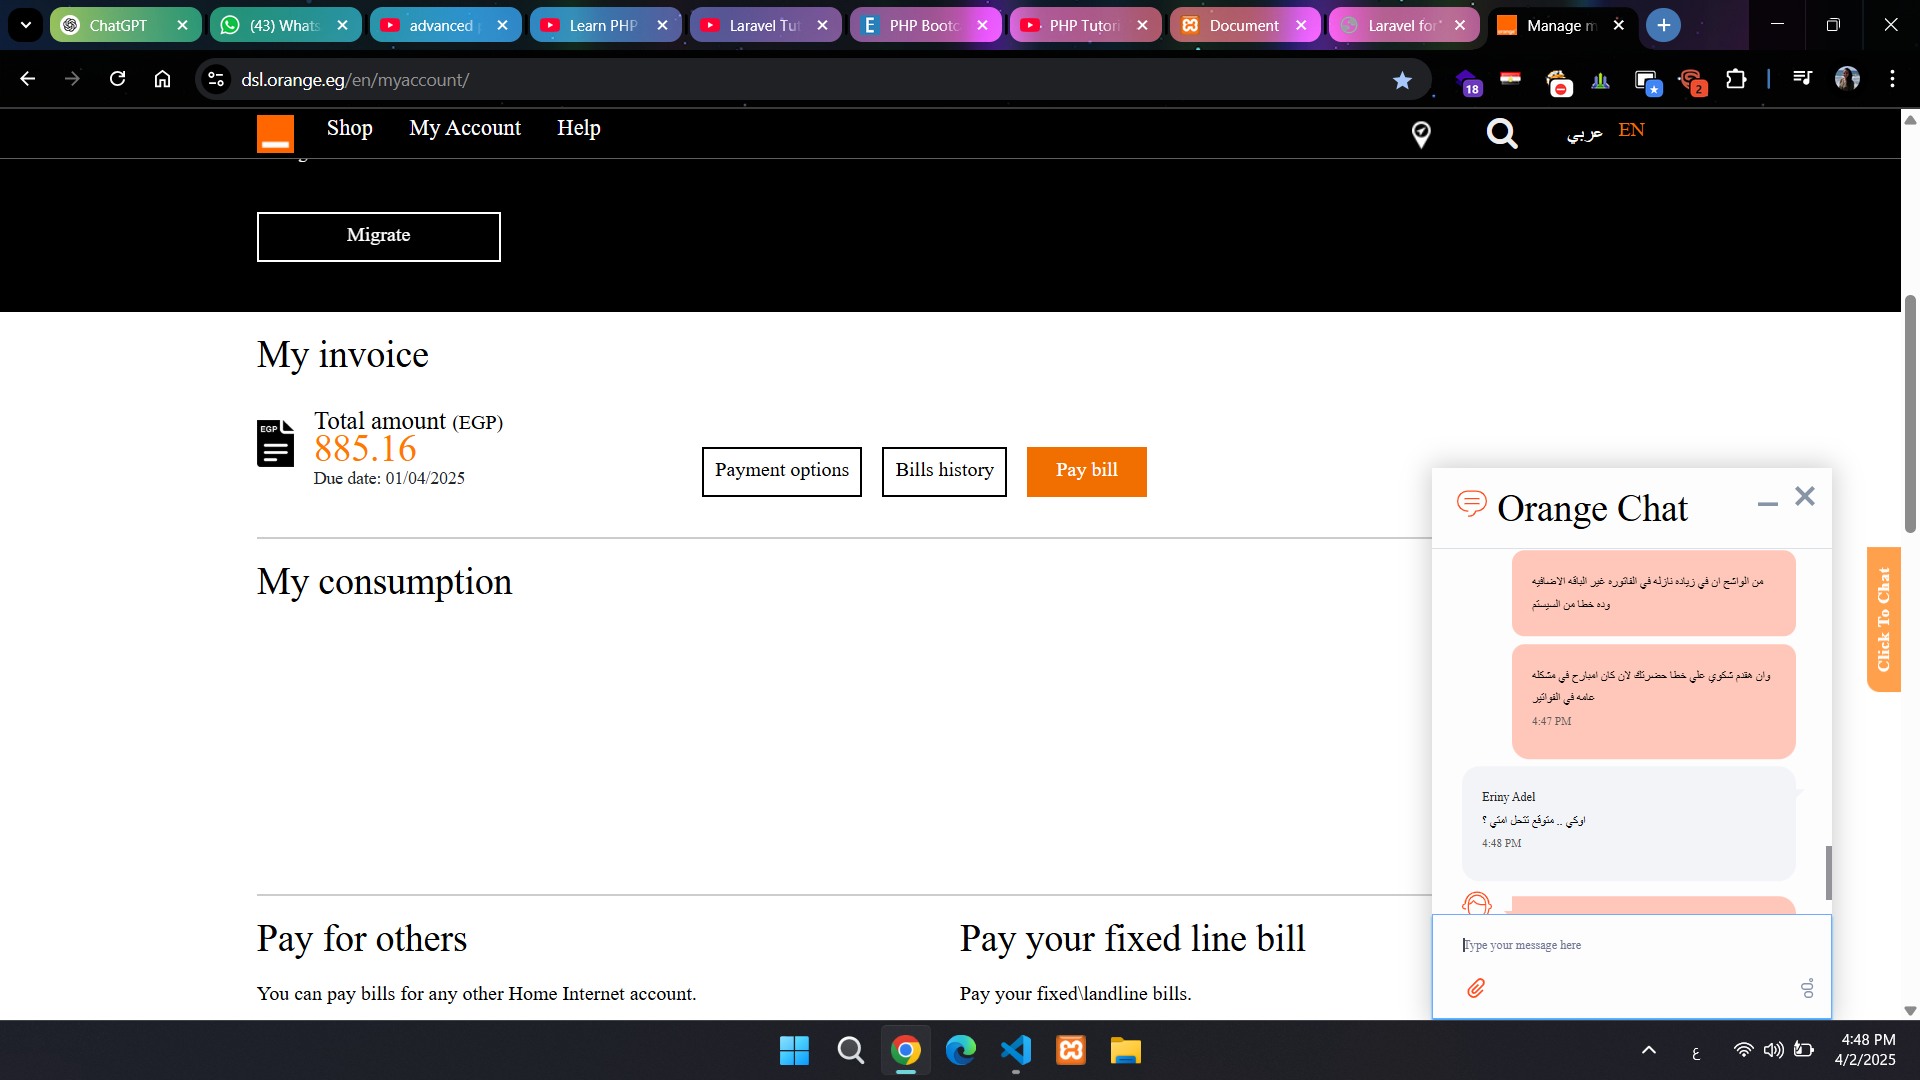 ChatGPT
(43) Whats
advanced
Learn PHP
Laravel Tut
PHP Bootc
PHP Tutori
Document
Laravel for
Manage m
dsl.orange.eg/en/myaccount/
18
2
Shop
My Account
Help
عربي
EN
Migrate
My invoice
EGP
Total amount (EGP)
885.16
Due date: 01/04/2025
Payment options
Bills history
Pay bill
My consumption
Pay for others
You can pay bills for any other Home Internet account.
Pay your fixed line bill
Pay your fixed\landline bills.
Orange Chat
من الواضح ان في زياده نازله في الفاتوره غير الباقه الاضافيه
وده خطا من السيستم
وان هقدم شكوي علي خطا حضرتك لان كان امبارح في مشكله
عامه في الفواتير
4:47 PM
Eriny Adel
اوكي .. متوقع تتحل امتي ؟
4:48 PM
Type your message here
Click To Chat
ع
4:48 PM
4/2/2025